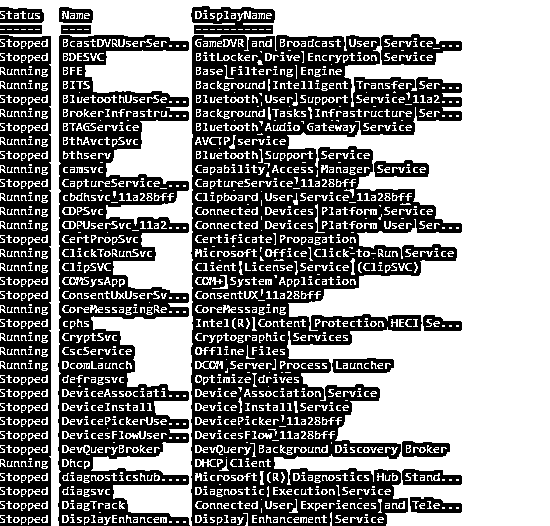 Status Name DisplayName
------ ---- -----------
Stopped BcastDVRUserSer... GameDVR and Broadcast User Service_...
Stopped BDESVC BitLocker Drive Encryption Service
Running BFE Base Filtering Engine
Running BITS Background Intelligent Transfer Ser...
Stopped BluetoothUserSe... Bluetooth User Support Service_11a2...
Running BrokerInfrastru... Background Tasks Infrastructure Ser...
Stopped BTAGService Bluetooth Audio Gateway Service
Running BthAvctpSvc AVCTP service
Stopped bthserv Bluetooth Support Service
Running camsvc Capability Access Manager Service
Stopped CaptureService_... CaptureService_11a28bff
Running cbdhsvc_11a28bff Clipboard User Service_11a28bff
Running CDPSvc Connected Devices Platform Service
Running CDPUserSvc_11a2... Connected Devices Platform User Ser...
Stopped CertPropSvc Certificate Propagation
Running ClickToRunSvc Microsoft Office Click-to-Run Service
Running ClipSVC Client License Service (ClipSVC)
Stopped COMSysApp COM+ System Application
Stopped ConsentUxUserSv... ConsentUX_11a28bff
Running CoreMessagingRe... CoreMessaging
Stopped cphs Intel(R) Content Protection HECI Se...
Running CryptSvc Cryptographic Services
Running CscService Offline Files
Running DcomLaunch DCOM Server Process Launcher
Stopped defragsvc Optimize drives
Running DeviceAssociati... Device Association Service
Stopped DeviceInstall Device Install Service
Stopped DevicePickerUse... DevicePicker_11a28bff
Stopped DevicesFlowUser... DevicesFlow_11a28bff
Stopped DevQueryBroker DevQuery Background Discovery Broker
Running Dhcp DHCP Client
Stopped diagnosticshub.... Microsoft (R) Diagnostics Hub Stand...
Stopped diagsvc Diagnostic Execution Service
Running DiagTrack Connected User Experiences and Tele...
Stopped DisplayEnhancem... Display Enhancement Service